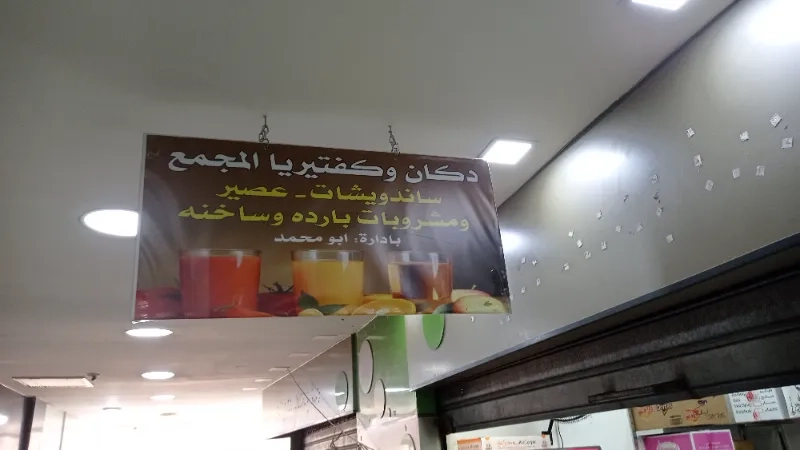 دكان وكفتيريا المجمع
ساندويشات - عصير
ومشروبات بارده وساخنه
بادارة: ابو محمد